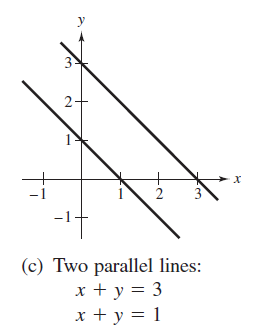 y
3
2
1
-1 1 2 3 x
-1
(c) Two parallel lines:
x + y = 3
x + y = 1